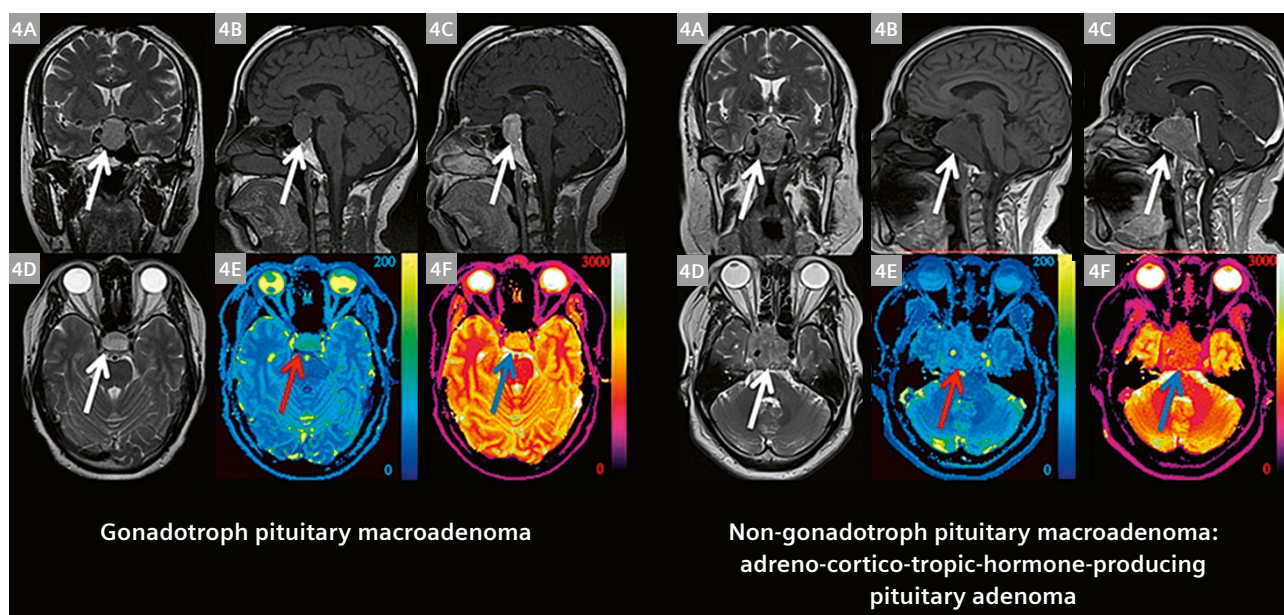 4A
4B
4C
4A
4B
4C
4D
4E
200
0
4F
3000
0
4D
4E
200
0
4F
3000
0
Gonadotroph pituitary macroadenoma
Non-gonadotroph pituitary macroadenoma:
adreno-cortico-tropic-hormone-producing
pituitary adenoma